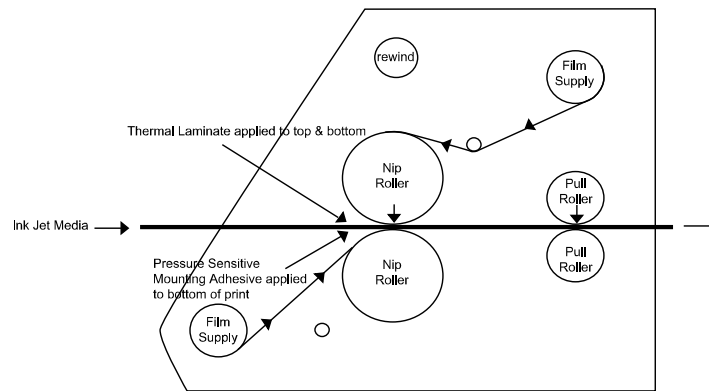 rewind
Film
Supply
Thermal Laminate applied to top & bottom
Nip
Roller
Pull
Roller
Ink Jet Media
Pressure Sensitive
Mounting Adhesive applied
to bottom of print
Nip
Roller
Pull
Roller
Film
Supply